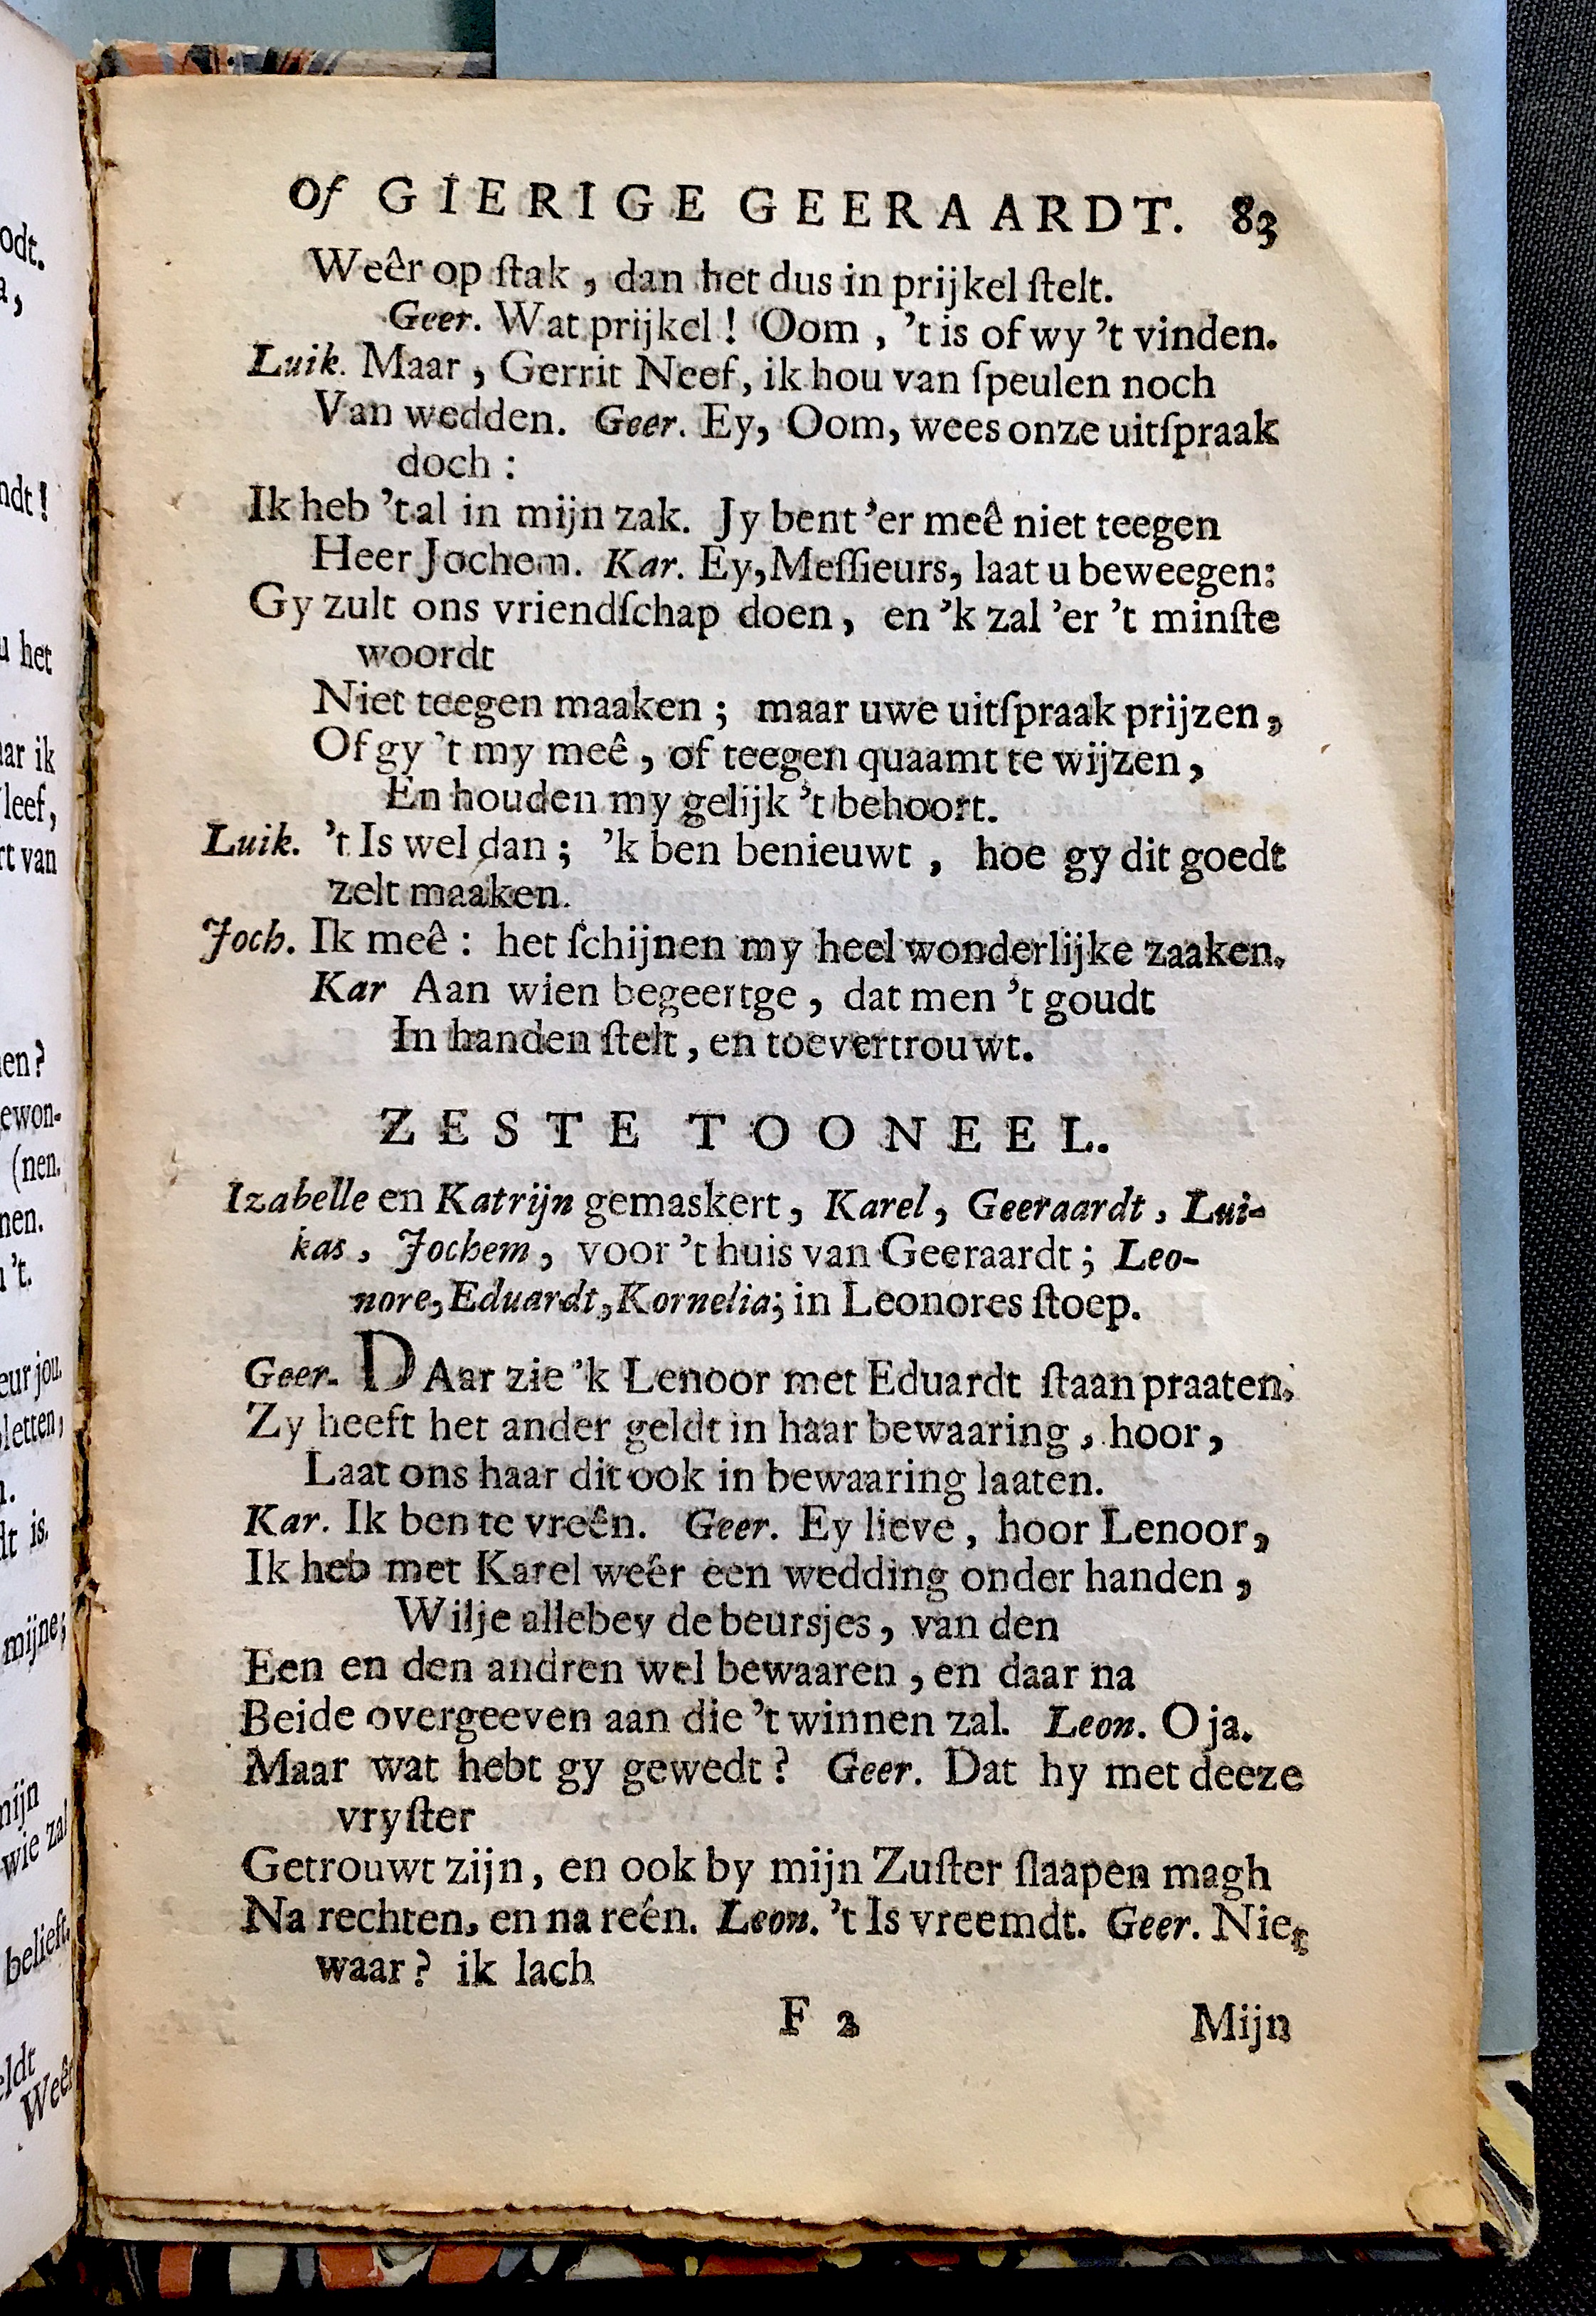 Of GIERIGE GEERAARDT. 83
Weêr op ſtak, dan het dus in prijkel ſtelt.
Geer. Wat prijkel! Oom, 't is of wy 't vinden.
Luik. Maar, Gerrit Neef, ik hou van ſpeulen noch
Van wedden. Geer. Ey, Oom, wees onze uitſpraak
doch:
Ik heb 't al in mijn zak. Jy bent 'er meê niet teegen
Heer Jochem. Kar. Ey, Meſſieurs, laat u beweegen:
Gy zult ons vriendſchap doen, en 'k zal 'er 't minſte
woordt
Niet teegen maaken; maar uwe uitſpraak prijzen,
Of gy 't my meê, of teegen quaamt te wijzen,
En houden my gelijk 't behoort.
Luik. 't Is wel dan; 'k ben benieuwt, hoe gy dit goedt
zelt maaken.
Joch. Ik meê: het ſchijnen my heel wonderlijke zaaken.
Kar Aan wien begeertge, dat men 't goudt
In handen ſtelt, en toevertrouwt.
ZESTE TOONEEL.
Izabelle en Katrijn gemaskert, Karel, Geeraardt, Lui-
kas, Jochem, voor 't huis van Geeraardt; Leo-
nore, Eduardt, Kornelia; in Leonores ſtoep.
Geer. DAar zie 'k Lenoor met Eduardt ſtaan praaten.
Zy heeft het ander geldt in haar bewaaring, hoor,
Laat ons haar dit ook in bewaaring laaten.
Kar. Ik ben te vreên. Geer. Ey lieve, hoor Lenoor,
Ik heb met Karel weêr een wedding onder handen,
Wilje allebey de beursjes, van den
Een en den andren wel bewaaren, en daar na
Beide overgeeven aan die 't winnen zal. Leon. O ja.
Maar wat hebt gy gewedt? Geer. Dat hy met deeze
vryſter
Getrouwt zijn, en ook by mijn Zuſter ſlaapen magh
Na rechten, en na reên. Leon. 't Is vreemdt. Geer. Niet
waar? ik lach
F 2 Mijn